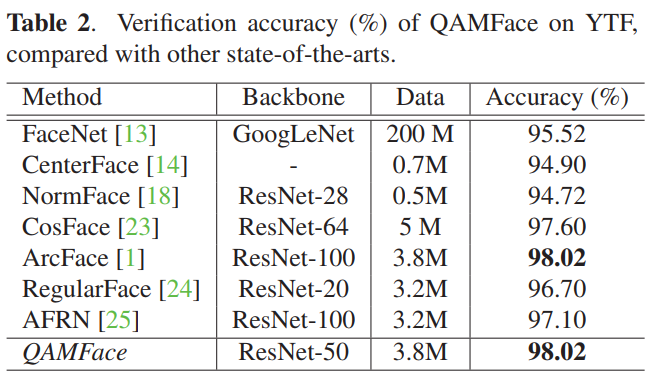 Table 2. Verification accuracy (%) of QAMFace on YTF,
compared with other state-of-the-arts.
Method Backbone Data Accuracy (%)
FaceNet [13] GoogLeNet 200 M 95.52
CenterFace [14] - 0.7M 94.90
NormFace [18] ResNet-28 0.5M 94.72
CosFace [23] ResNet-64 5 M 97.60
ArcFace [1] ResNet-100 3.8M 98.02
RegularFace [24] ResNet-20 3.2M 96.70
AFRN [25] ResNet-100 3.2M 97.10
QAMFace ResNet-50 3.8M 98.02